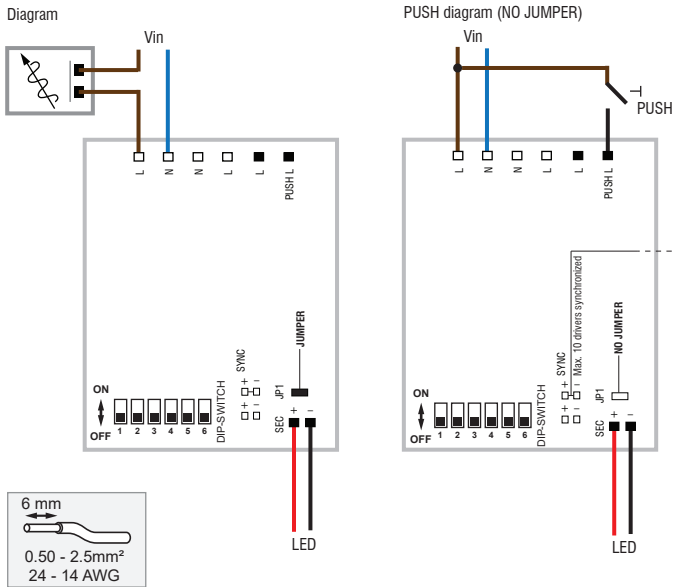 Diagram
Vin
L N N L L PUSH L
JUMPER
SYNC
+ −
+
JP1
ON
OFF
1 2 3 4 5 6
DIP-SWITCH
SEC
+ −
LED
6 mm
0.50 - 2.5mm²
24 - 14 AWG
PUSH diagram (NO JUMPER)
Vin
PUSH
L N N L L PUSH L
Max. 10 drivers synchronized
NO JUMPER
SYNC
+ −
+
JP1
ON
OFF
1 2 3 4 5 6
DIP-SWITCH
SEC
+ −
LED